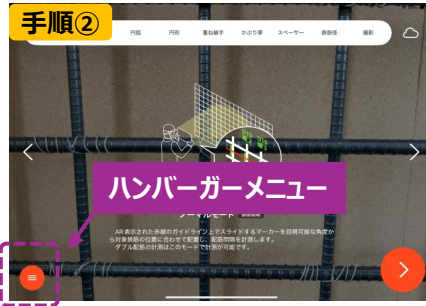 手順②
円筋 円形 重ね継手 かぶり厚 スペーサー 鉄筋径 撮影
ハンバーガーメニュー
ノーマルモード
AR表示された赤線のガイドライン上でスライドするマーカーを目視可能な角度か
ら対象鉄筋の位置に合わせて配置し、配筋間隔を計測します。
ダブル配筋の計測はこのモードで計測が可能です。